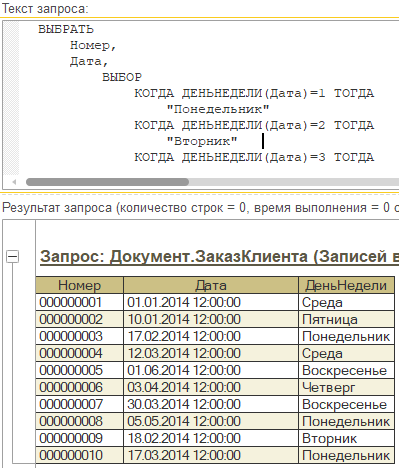 Текст запроса:
ВЫБРАТЬ
Номер,
Дата,
ВЫБОР
КОГДА ДЕНЬНЕДЕЛИ(Дата)=1 ТОГДА
"Понедельник"
КОГДА ДЕНЬНЕДЕЛИ(Дата)=2 ТОГДА
"Вторник"
КОГДА ДЕНЬНЕДЕЛИ(Дата)=3 ТОГДА
Результат запроса (количество строк = 0, время выполнения = 0 с
Запрос: Документ.ЗаказКлиента (Записей в
Номер Дата ДеньНедели
000000001 01.01.2014 12:00:00 Среда
000000002 10.01.2014 12:00:00 Пятница
000000003 17.02.2014 12:00:00 Понедельник
000000004 12.03.2014 12:00:00 Среда
000000005 01.06.2014 12:00:00 Воскресенье
000000006 03.04.2014 12:00:00 Четверг
000000007 30.03.2014 12:00:00 Воскресенье
000000008 05.05.2014 12:00:00 Понедельник
000000009 18.02.2014 12:00:00 Вторник
000000010 17.03.2014 12:00:00 Понедельник